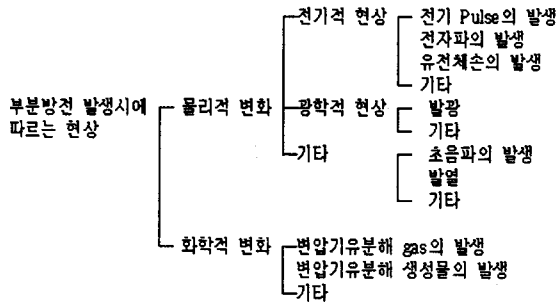 전기적 현상
전기 Pulse의 발생
전자파의 발생
유전체손의 발생
기타
부분방전 발생시에
따르는 현상
물리적 변화
광학적 현상
발광
기타
기타
초음파의 발생
발열
기타
화학적 변화
변압기유분해 gas의 발생
변압기유분해 생성물의 발생
기타